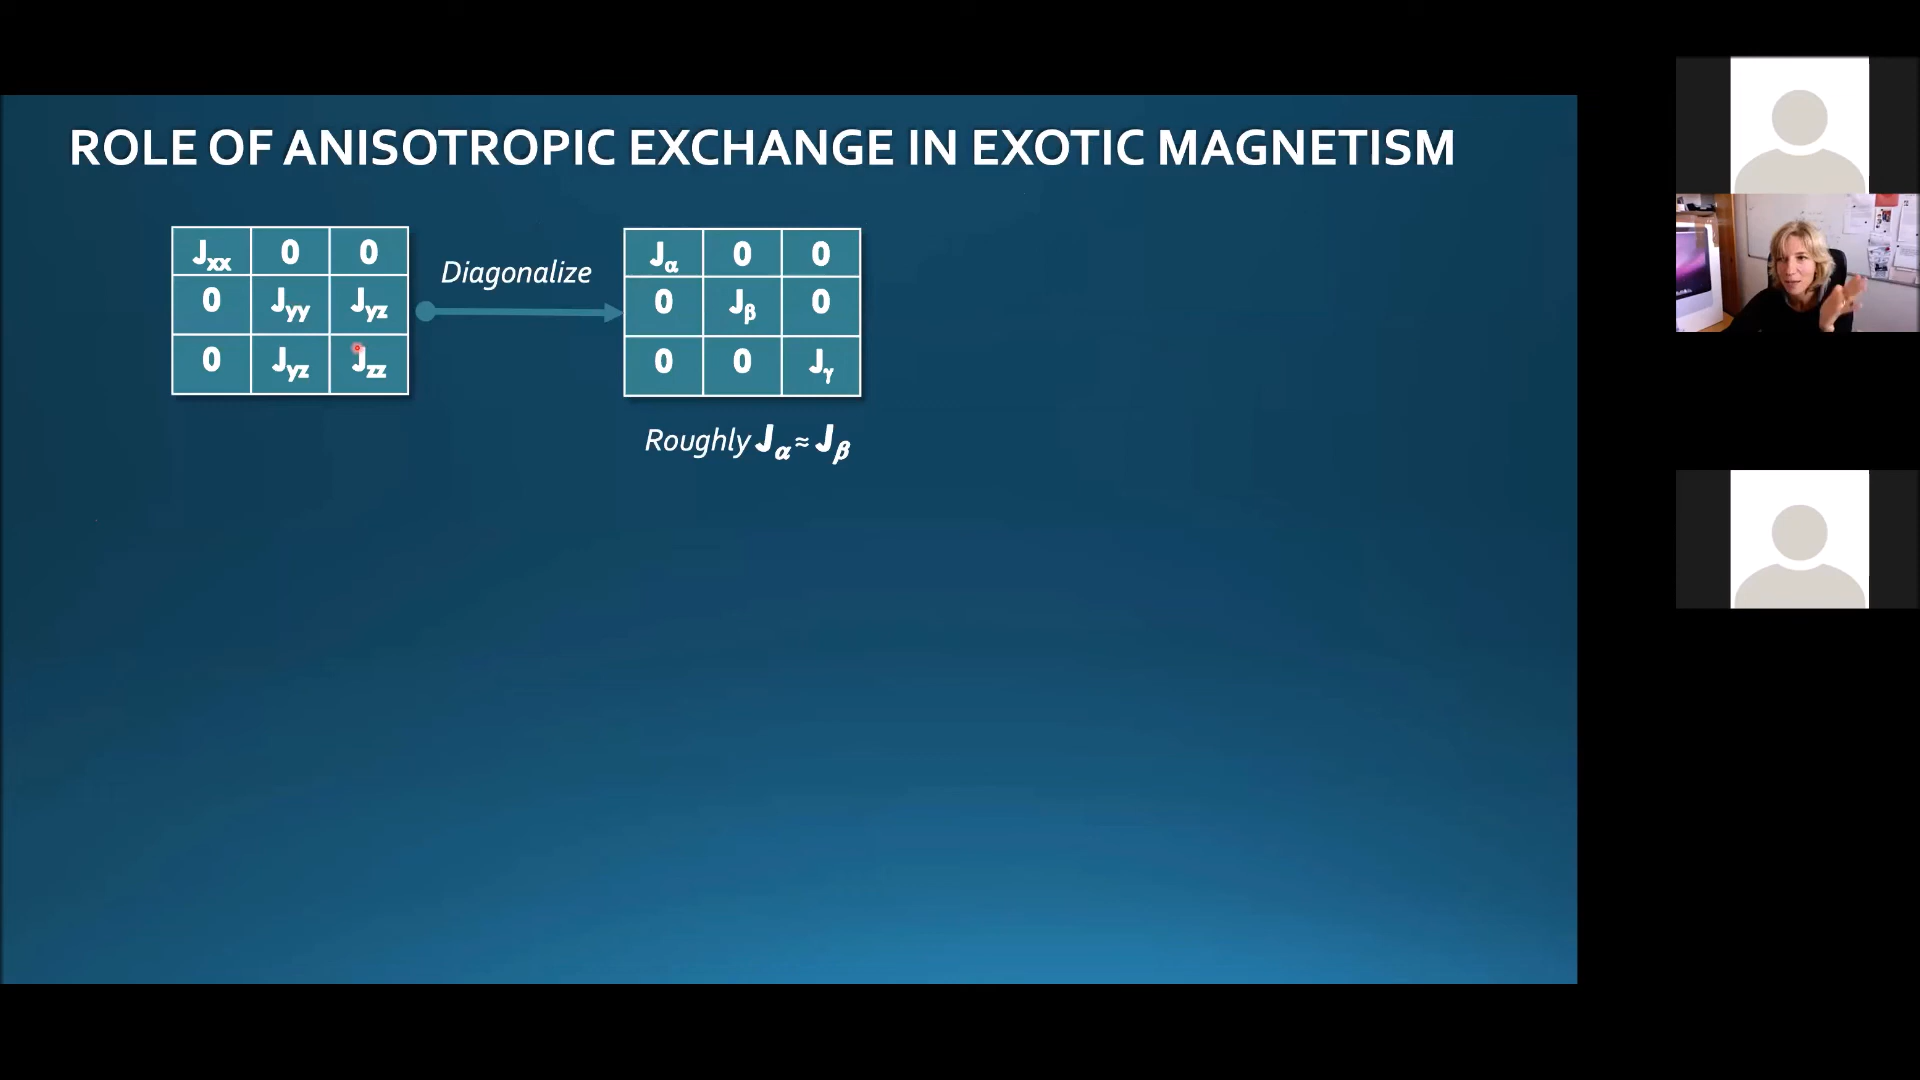 ROLE OF ANISOTROPIC EXCHANGE IN EXOTIC MAGNETISM
Jxx 0 0
0 Jyy Jyz
0 Jyz Jzz
Diagonalize
Jα 0 0
0 Jβ 0
0 0 Jγ
Roughly Jα ≈ Jβ